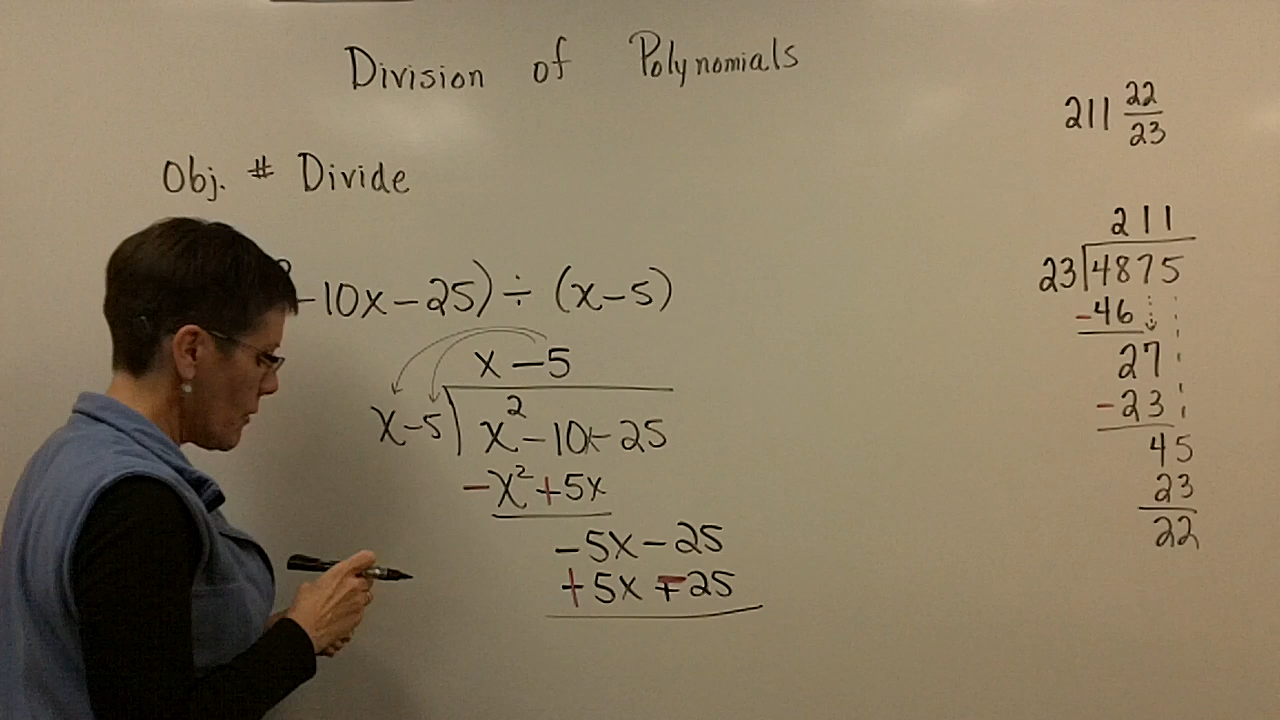 Division of Polynomials
Obj. # Divide
-10x-25) ÷ (x-5)
x -5
x-5) x² -10x-25
-x² +5x
-5x-25
+5x -25
211 22/23
211
23)4875
-46
27
-23
45
23
22